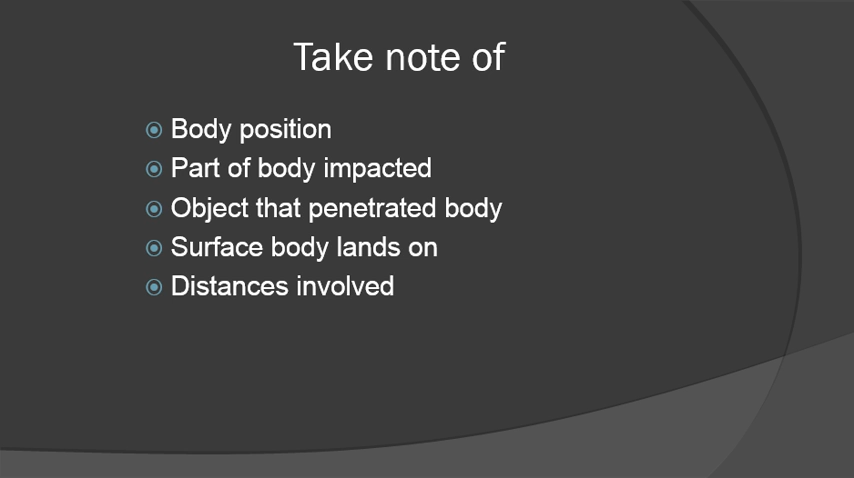 Take note of
Body position
Part of body impacted
Object that penetrated body
Surface body lands on
Distances involved